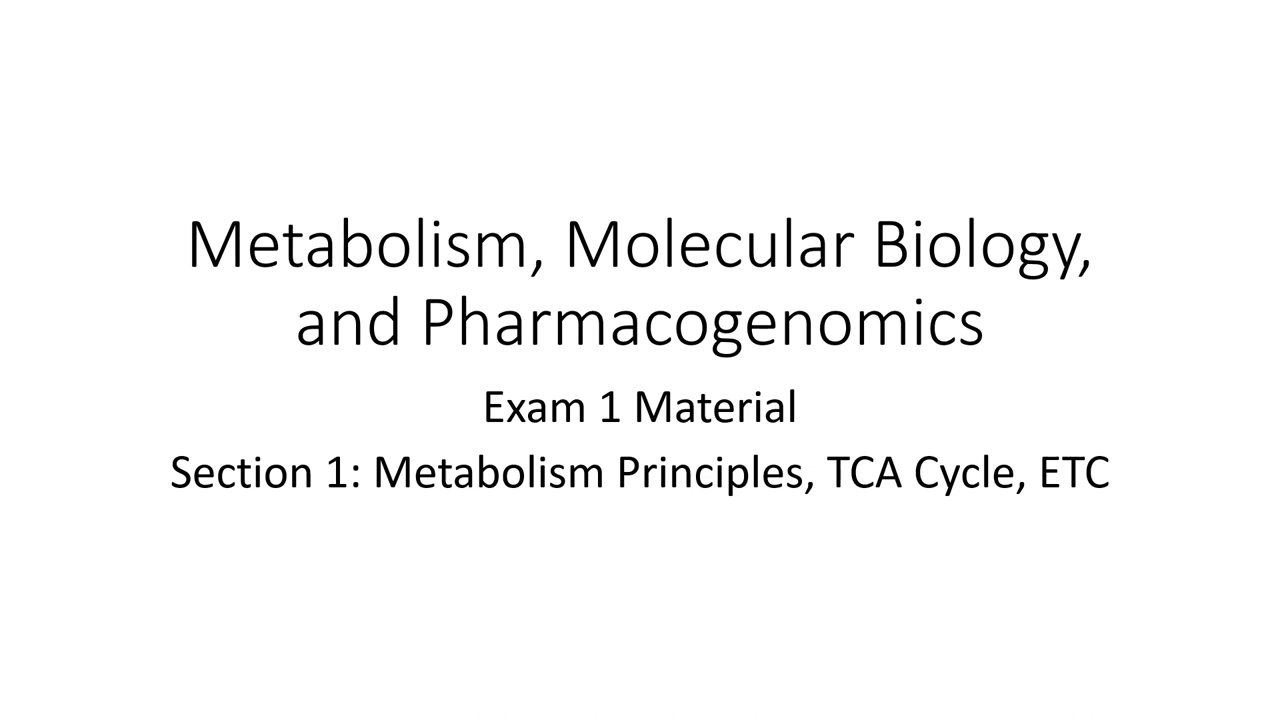 Metabolism, Molecular Biology,
and Pharmacogenomics
Exam 1 Material
Section 1: Metabolism Principles, TCA Cycle, ETC